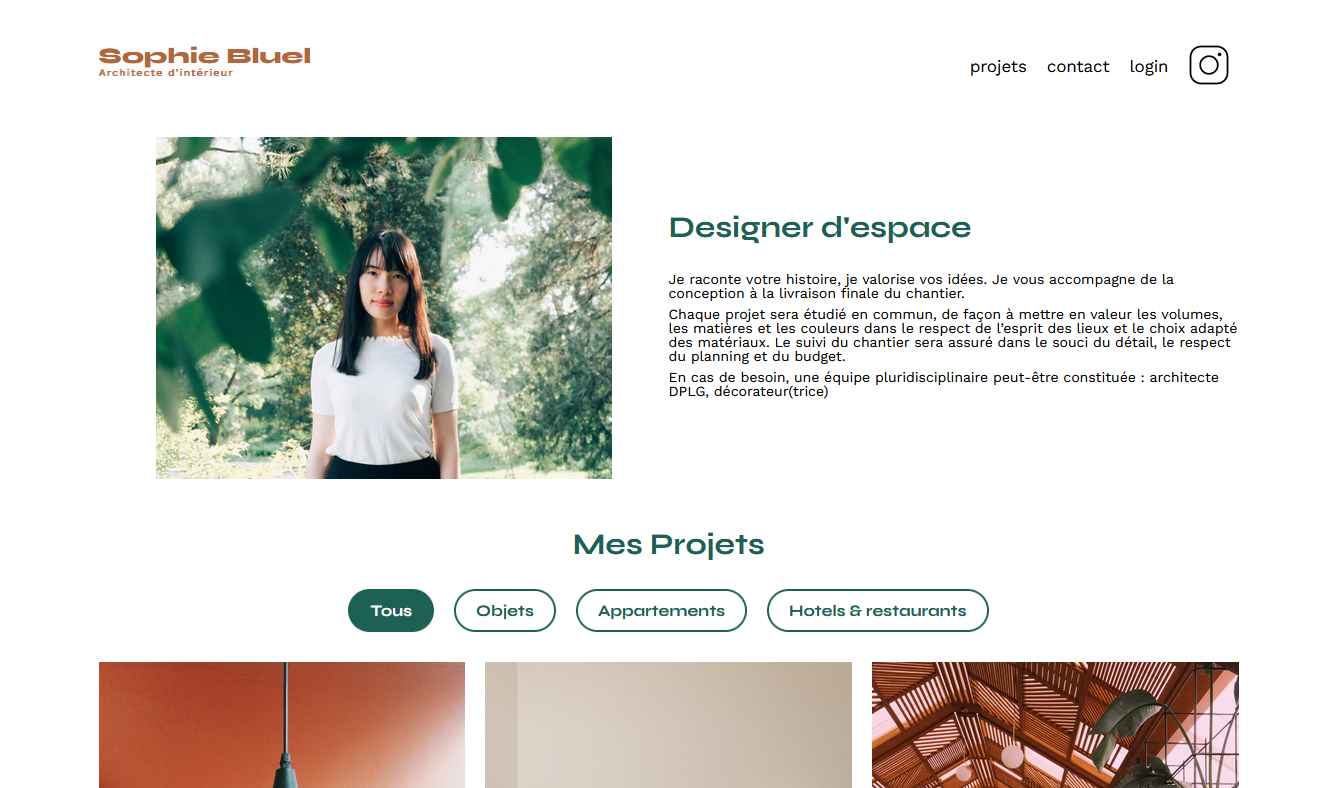 Sophie Bluel
Architecte d'intérieur
projets contact login
Designer d'espace
Je raconte votre histoire, je valorise vos idées. Je vous accompagne de la
conception à la livraison finale du chantier.
Chaque projet sera étudié en commun, de façon à mettre en valeur les volumes,
les matières et les couleurs dans le respect de l’esprit des lieux et le choix adapté
des matériaux. Le suivi du chantier sera assuré dans le souci du détail, le respect
du planning et du budget.
En cas de besoin, une équipe pluridisciplinaire peut-être constituée : architecte
DPLG, décorateur(trice)
Mes Projets
Tous Objets Appartements Hotels & restaurants